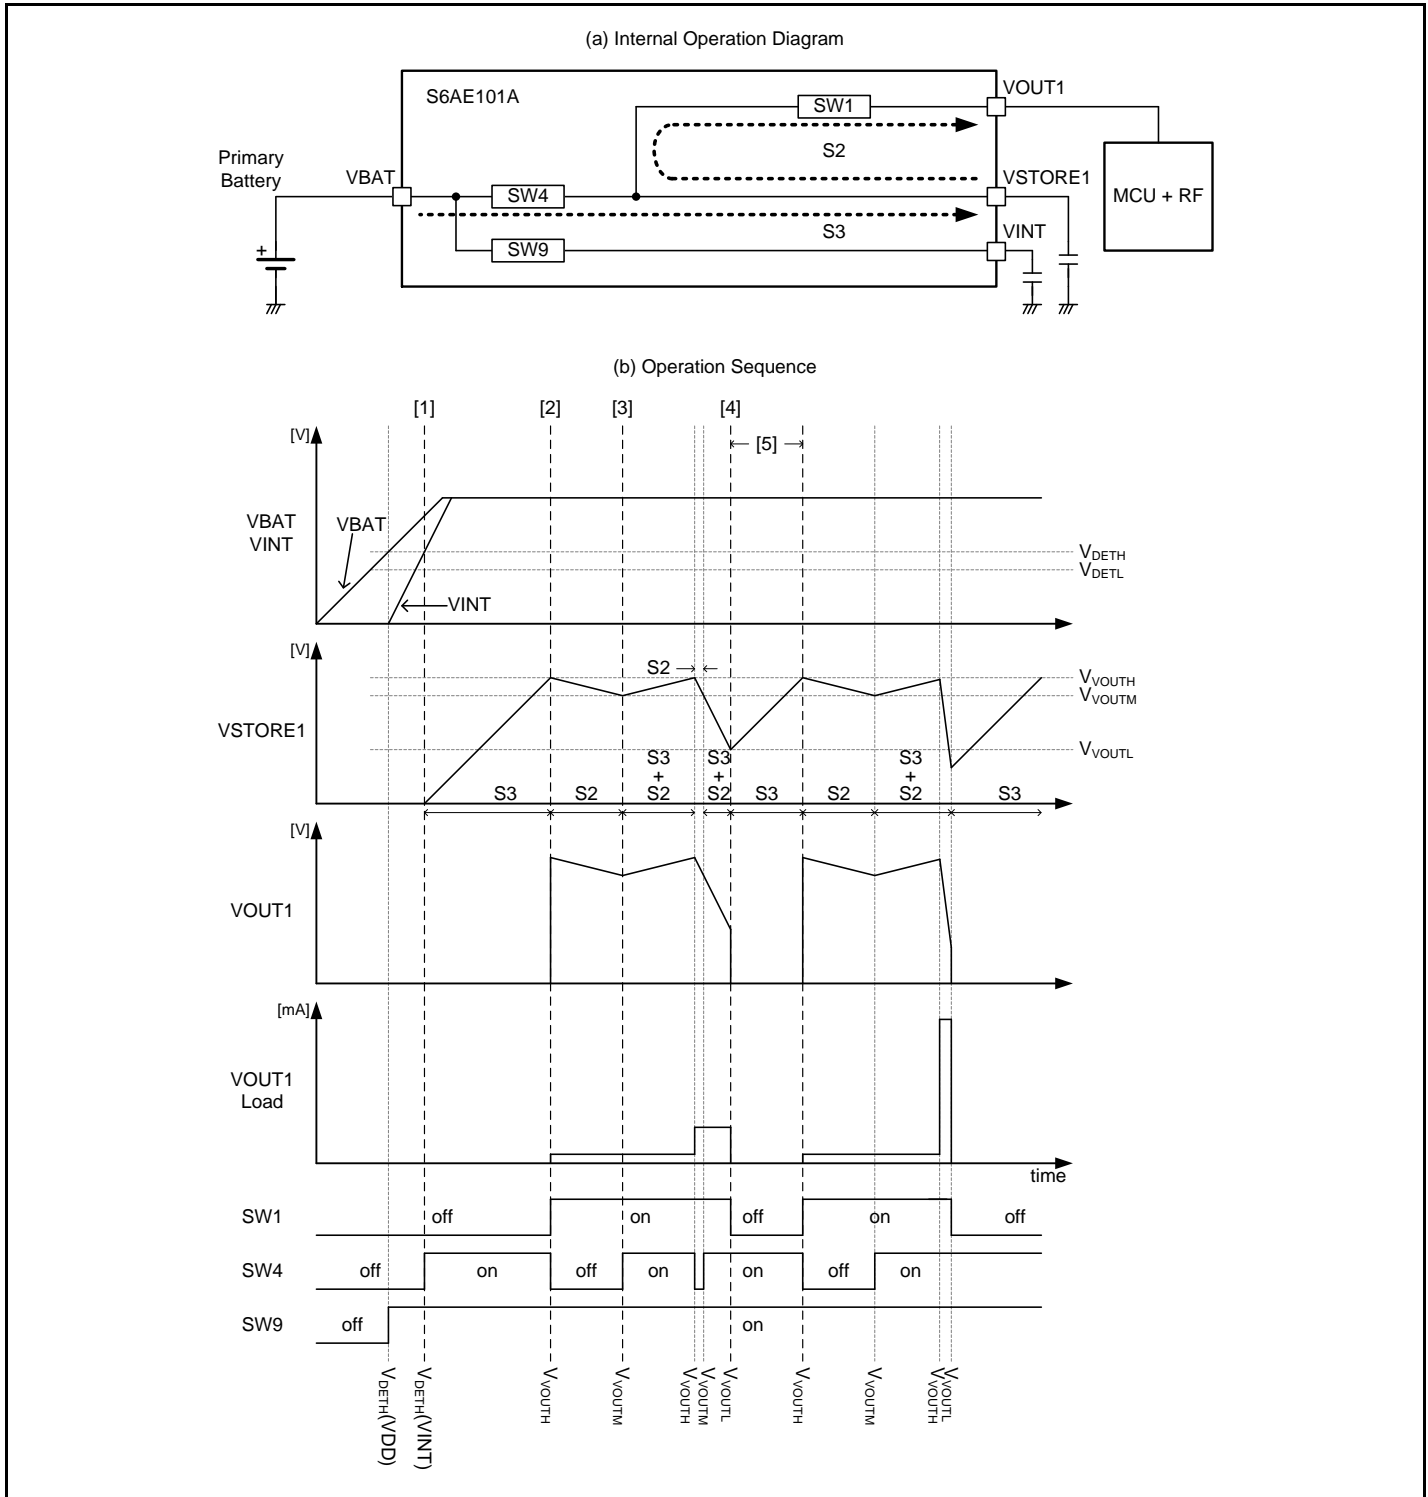 (a) Internal Operation Diagram
S6AE101A
VOUT1
SW1
S2
Primary
Battery
VBAT
SW4
VSTORE1
MCU + RF
S3
VINT
SW9
+
(b) Operation Sequence
[1] [2] [3] [4]
[V]
[5]
VBAT
VINT
VBAT
VDETH
VDETL
VINT
[V]
S2
VVOUTH
VVOUTM
VSTORE1
VVOUTL
S3 S2 S3 + S2 S3 + S2 S3 S2 S3 + S2 S3
[V]
VOUT1
[mA]
VOUT1
Load
time
SW1 off on off on off
SW4 off on off on on off on
SW9 off on
VDETH(VDD)
VDETH(VINT)
VVOUTH
VVOUTM
VVOUTH
VVOUTM
VVOUTL
VVOUTH
VVOUTM
VVOUTH
VVOUTL